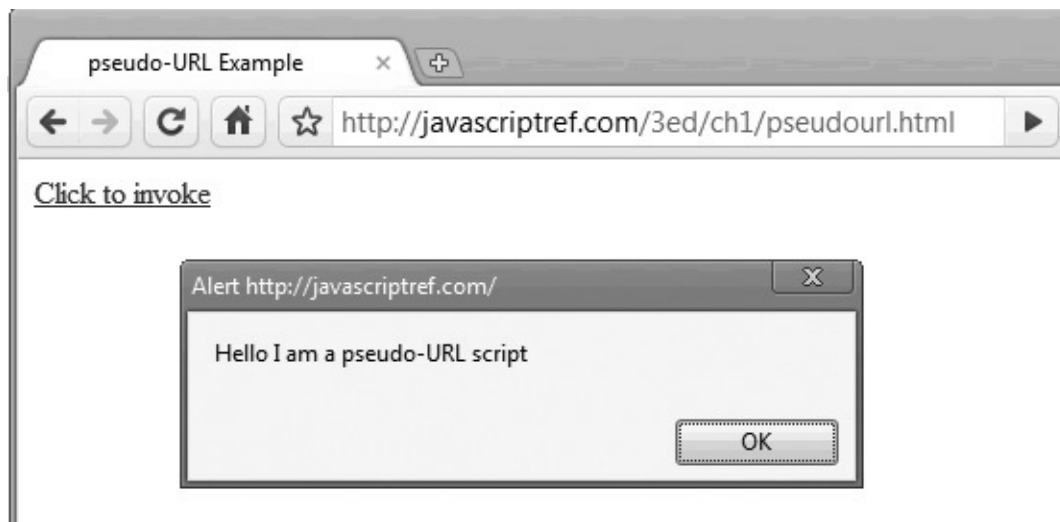 pseudo-URL Example
http://javascriptref.com/3ed/ch1/pseudourl.html
Click to invoke
Alert http://javascriptref.com/
Hello I am a pseudo-URL script
OK